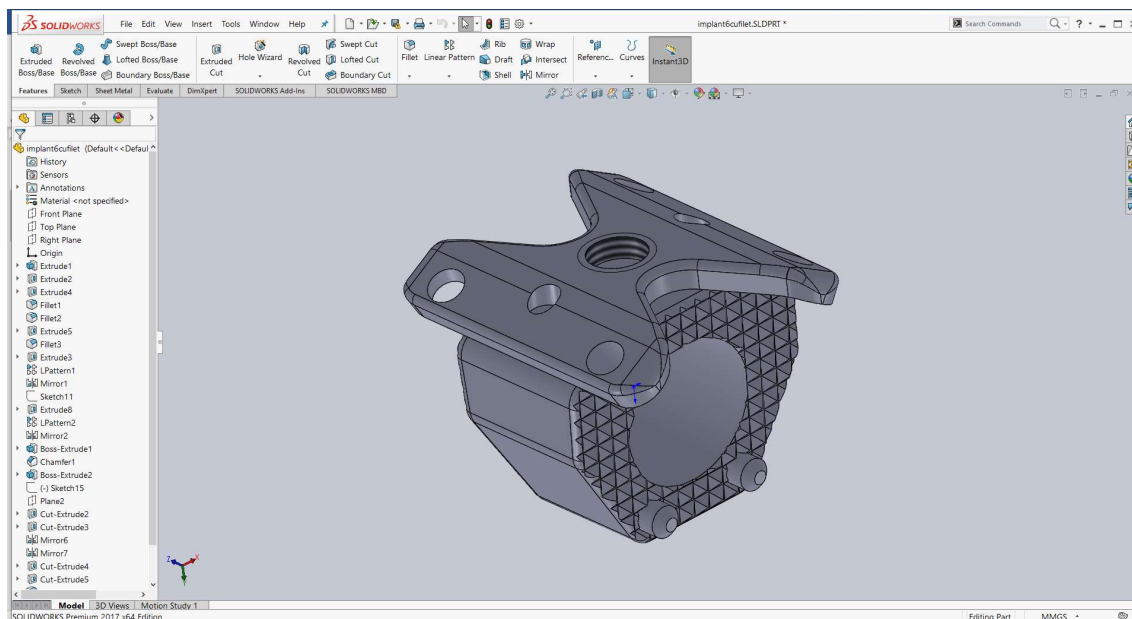 SOLIDWORKS File Edit View Insert Tools Window Help implant6cufilet.SLDPRT * Search Commands
Extruded Boss/Base
Revolved Boss/Base
Swept Boss/Base
Lofted Boss/Base
Boundary Boss/Base
Extruded Cut
Hole Wizard
Revolved Cut
Swept Cut
Lofted Cut
Boundary Cut
Fillet
Linear Pattern
Rib
Draft
Shell
Wrap
Intersect
Mirror
Referenc...
Curves
Instant3D
Features Sketch Sheet Metal Evaluate DimXpert SOLIDWORKS Add-Ins SOLIDWORKS MBD
implant6cufilet (Default<<Defaul
History
Sensors
Annotations
Material <not specified>
Front Plane
Top Plane
Right Plane
Origin
Extrude1
Extrude2
Extrude4
Fillet1
Fillet2
Extrude5
Fillet3
Extrude3
LPattern1
Mirror1
Sketch11
Extrude8
LPattern2
Mirror2
Boss-Extrude1
Chamfer1
Boss-Extrude2
(-) Sketch15
Plane2
Cut-Extrude2
Cut-Extrude3
Mirror6
Mirror7
Cut-Extrude4
Cut-Extrude5
Z X Y
Model 3D Views Motion Study 1
SOLIDWORKS Premium 2017 x64 Edition Editing Part MMGS